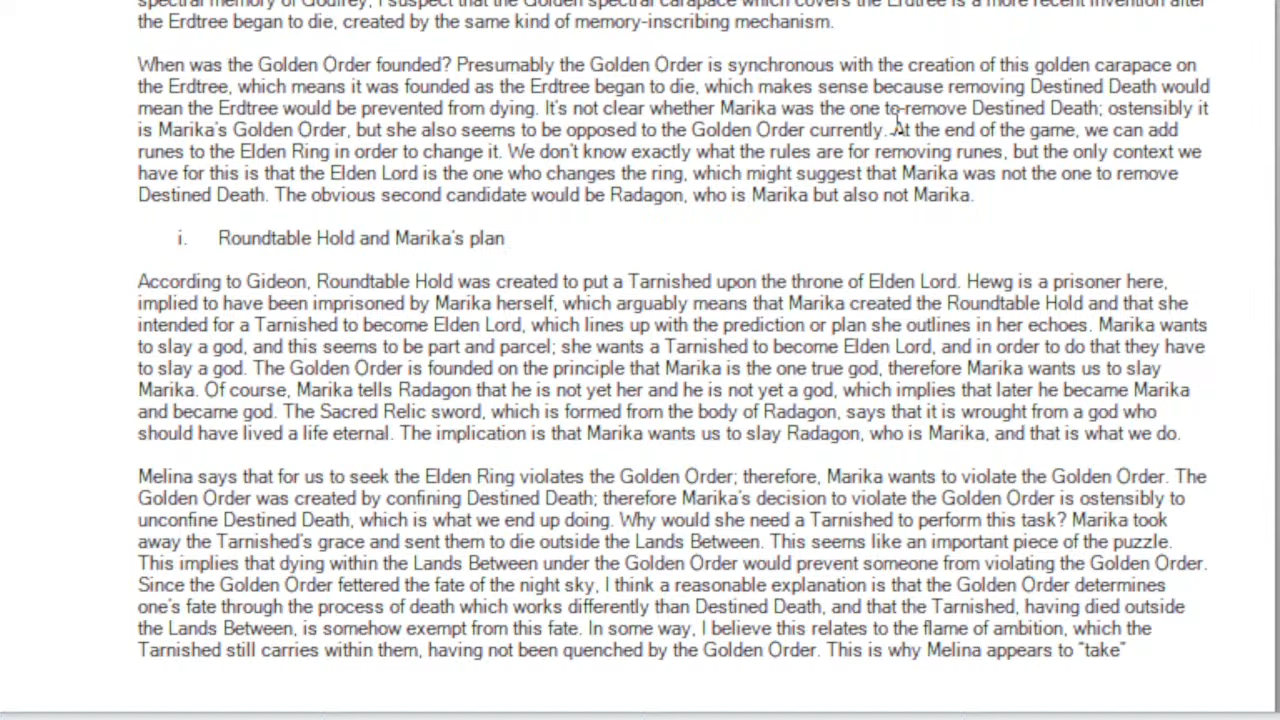 spectral memory of Godfrey, I suspect that the Golden spectral carapace which covers the Erdtree is a more recent invention after
the Erdtree began to die, created by the same kind of memory-inscribing mechanism.
When was the Golden Order founded? Presumably the Golden Order is synchronous with the creation of this golden carapace on
the Erdtree, which means it was founded as the Erdtree began to die, which makes sense because removing Destined Death would
mean the Erdtree would be prevented from dying. It's not clear whether Marika was the one to remove Destined Death; ostensibly it
is Marika's Golden Order, but she also seems to be opposed to the Golden Order currently. At the end of the game, we can add
runes to the Elden Ring in order to change it. We don't know exactly what the rules are for removing runes, but the only context we
have for this is that the Elden Lord is the one who changes the ring, which might suggest that Marika was not the one to remove
Destined Death. The obvious second candidate would be Radagon, who is Marika but also not Marika.
i. Roundtable Hold and Marika's plan
According to Gideon, Roundtable Hold was created to put a Tarnished upon the throne of Elden Lord. Hewg is a prisoner here,
implied to have been imprisoned by Marika herself, which arguably means that Marika created the Roundtable Hold and that she
intended for a Tarnished to become Elden Lord, which lines up with the prediction or plan she outlines in her echoes. Marika wants
to slay a god, and this seems to be part and parcel; she wants a Tarnished to become Elden Lord, and in order to do that they have
to slay a god. The Golden Order is founded on the principle that Marika is the one true god, therefore Marika wants us to slay
Marika. Of course, Marika tells Radagon that he is not yet her and he is not yet a god, which implies that later he became Marika
and became god. The Sacred Relic sword, which is formed from the body of Radagon, says that it is wrought from a god who
should have lived a life eternal. The implication is that Marika wants us to slay Radagon, who is Marika, and that is what we do.
Melina says that for us to seek the Elden Ring violates the Golden Order; therefore, Marika wants to violate the Golden Order. The
Golden Order was created by confining Destined Death; therefore Marika's decision to violate the Golden Order is ostensibly to
unconfine Destined Death, which is what we end up doing. Why would she need a Tarnished to perform this task? Marika took
away the Tarnished's grace and sent them to die outside the Lands Between. This seems like an important piece of the puzzle.
This implies that dying within the Lands Between under the Golden Order would prevent someone from violating the Golden Order.
Since the Golden Order fettered the fate of the night sky, I think a reasonable explanation is that the Golden Order determines
one's fate through the process of death which works differently than Destined Death, and that the Tarnished, having died outside
the Lands Between, is somehow exempt from this fate. In some way, I believe this relates to the flame of ambition, which the
Tarnished still carries within them, having not been quenched by the Golden Order. This is why Melina appears to "take"